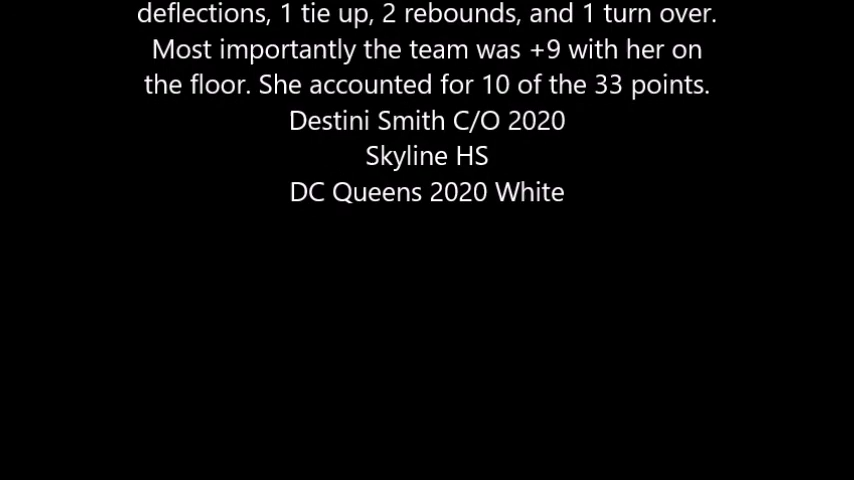 deflections, 1 tie up, 2 rebounds, and 1 turn over.
Most importantly the team was +9 with her on
the floor. She accounted for 10 of the 33 points.
Destini Smith C/O 2020
Skyline HS
DC Queens 2020 White